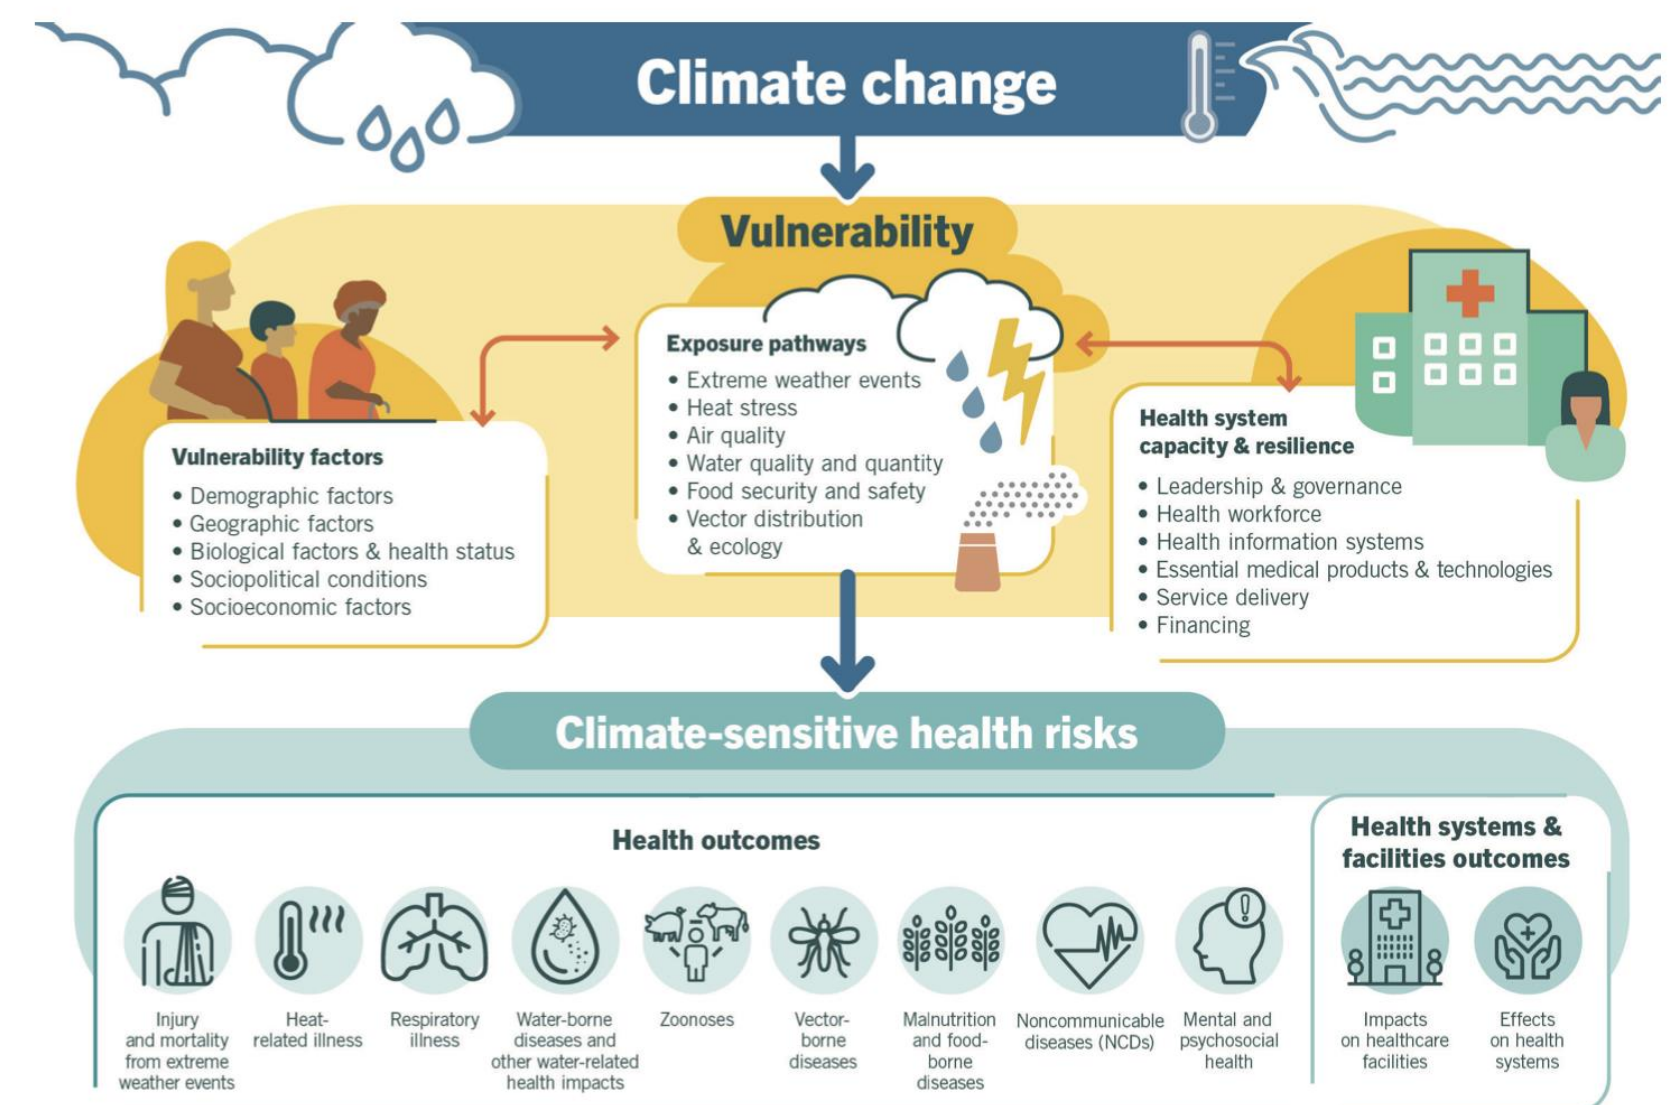 Climate change
Vulnerability
Vulnerability factors
• Demographic factors
• Geographic factors
• Biological factors & health status
• Sociopolitical conditions
• Socioeconomic factors
Exposure pathways
• Extreme weather events
• Heat stress
• Air quality
• Water quality and quantity
• Food security and safety
• Vector distribution
& ecology
Health system
capacity & resilience
• Leadership & governance
• Health workforce
• Health information systems
• Essential medical products & technologies
• Service delivery
• Financing
Climate-sensitive health risks
Health outcomes
Injury
and mortality
from extreme
weather events
Heat-
related illness
Respiratory
illness
Water-borne
diseases and
other water-related
health impacts
Zoonoses
Vector-
borne
diseases
Malnutrition
and food-
borne
diseases
Noncommunicable
diseases (NCDs)
Mental and
psychosocial
health
Health systems &
facilities outcomes
Impacts
on healthcare
facilities
Effects
on health
systems